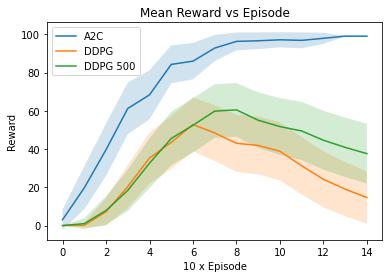 Mean Reward vs Episode
A2C
DDPG
DDPG 500
Reward
100
80
60
40
20
0
0 2 4 6 8 10 12 14
10 x Episode